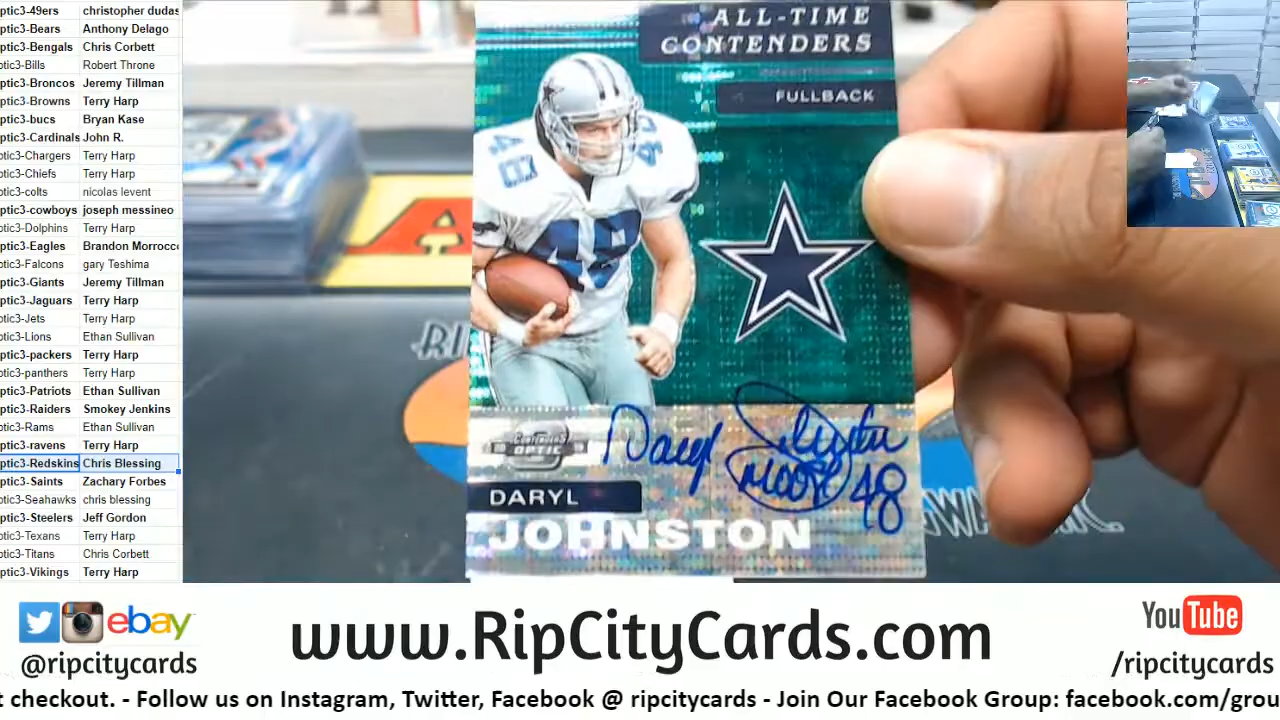 ptic3-49ers christopher dudas
ptic3-Bears Anthony Delago
ptic3-Bengals Chris Corbett
ptic3-Bills Robert Throne
ptic3-Broncos Jeremy Tillman
ptic3-Browns Terry Harp
ptic3-bucs Bryan Kase
ptic3-Cardinals John R.
ptic3-Chargers Terry Harp
ptic3-Chiefs Terry Harp
ptic3-colts nicolas levent
ptic3-cowboys joseph messineo
ptic3-Dolphins Terry Harp
ptic3-Eagles Brandon Morrocc
ptic3-Falcons gary Teshima
ptic3-Giants Jeremy Tillman
ptic3-Jaguars Terry Harp
ptic3-Jets Terry Harp
ptic3-Lions Ethan Sullivan
ptic3-packers Terry Harp
ptic3-panthers Terry Harp
ptic3-Patriots Ethan Sullivan
ptic3-Raiders Smokey Jenkins
ptic3-Rams Ethan Sullivan
ptic3-ravens Terry Harp
ptic3-Redskins Chris Blessing
ptic3-Saints Zachary Forbes
ptic3-Seahawks chris blessing
ptic3-Steelers Jeff Gordon
ptic3-Texans Terry Harp
ptic3-Titans Chris Corbett
ptic3-Vikings Terry Harp
ALL-TIME
CONTENDERS
FULLBACK
48
48
48
Daryl Johnston
MOOSE 48
CONTENDERS
OPTIC
DARYL
JOHNSTON
ebay
@ripcitycards
www.RipCityCards.com
YouTube
/ripcitycards
t checkout. - Follow us on Instagram, Twitter, Facebook @ ripcitycards - Join Our Facebook Group: facebook.com/grou